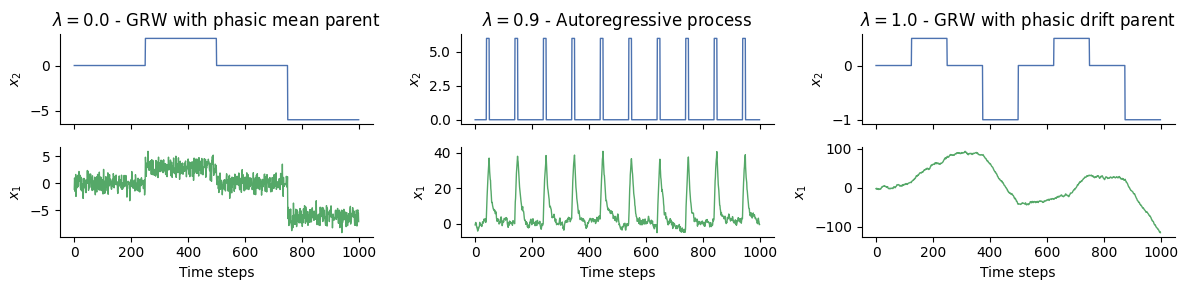 λ = 0.0 - GRW with phasic mean parent
0
−5
x₂
5
0
−5
x₁
0 200 400 600 800 1000
Time steps
λ = 0.9 - Autoregressive process
5.0
2.5
0.0
x₂
40
20
0
x₁
0 200 400 600 800 1000
Time steps
λ = 1.0 - GRW with phasic drift parent
0
−1
x₂
100
0
−100
x₁
0 200 400 600 800 1000
Time steps